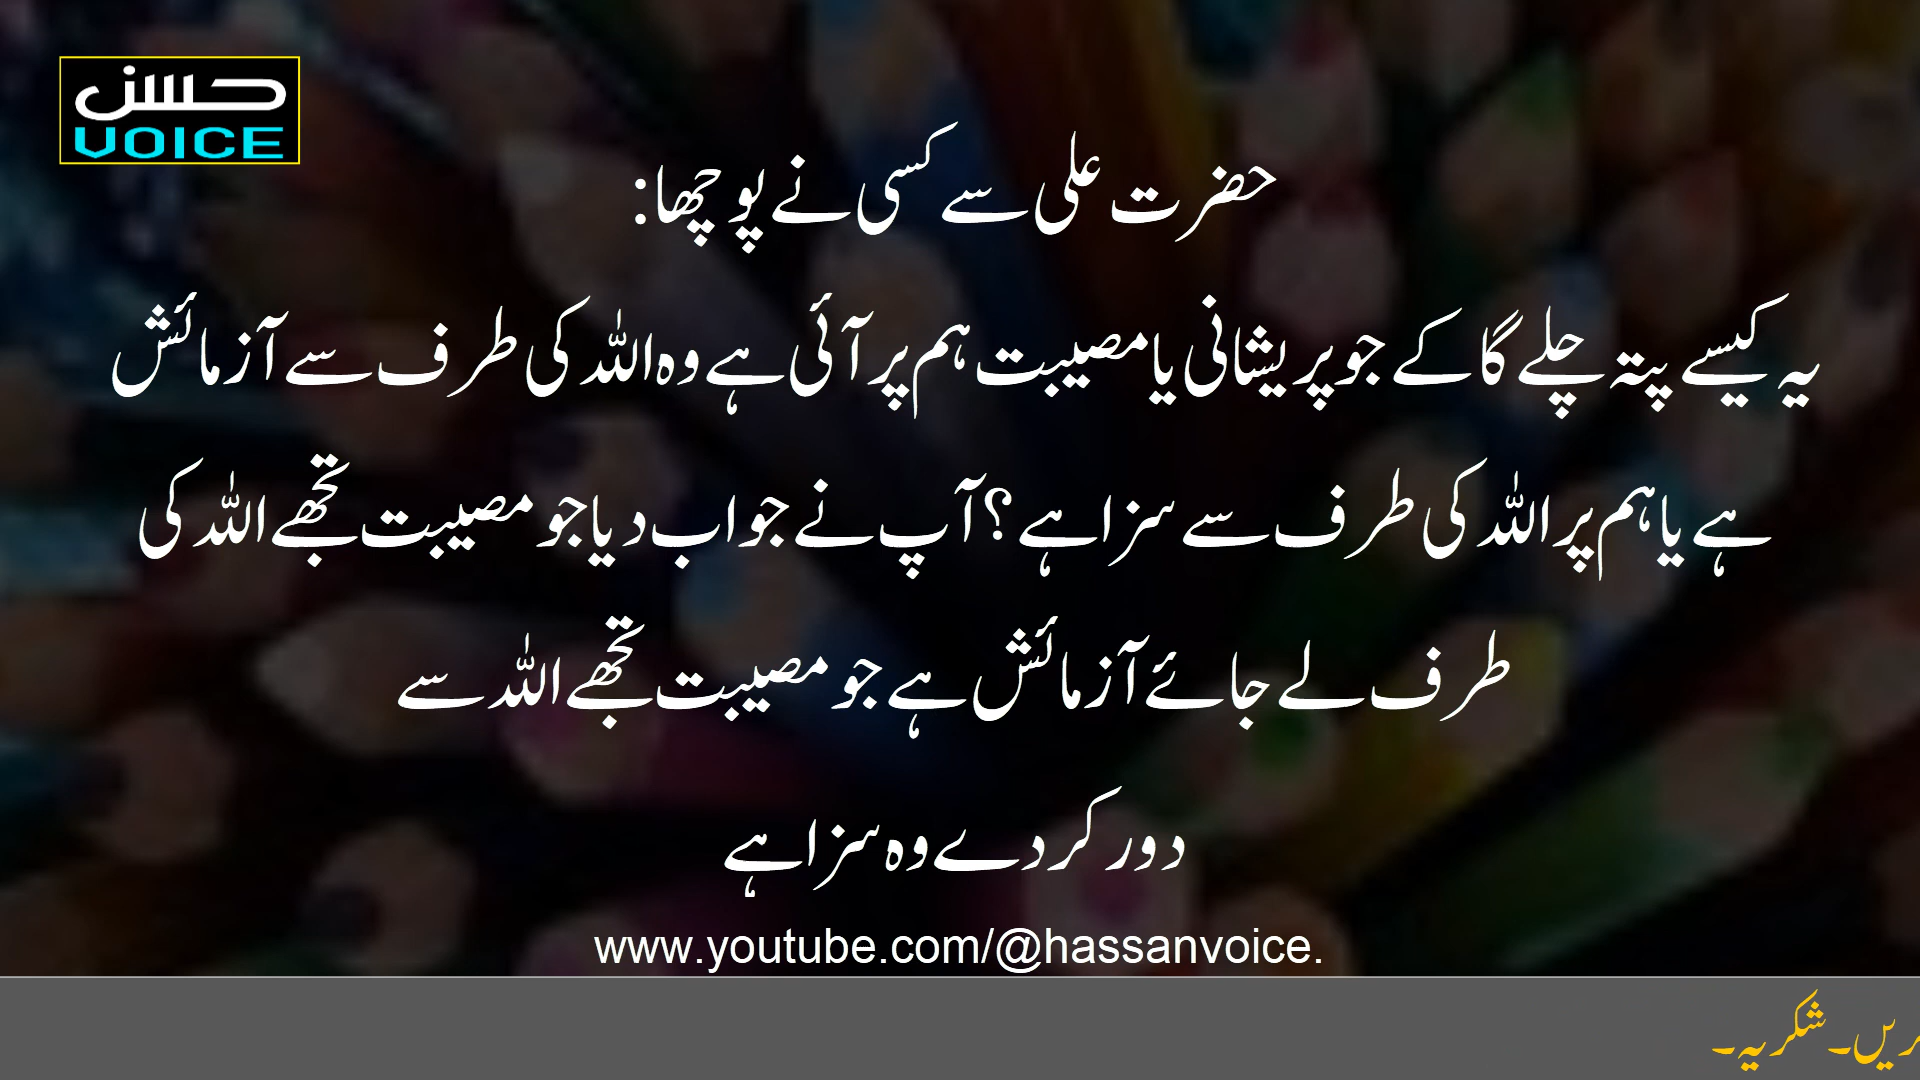 حسن
VOICE
حضرت علی سے کسی نے پوچھا:
یہ کیسے پتہ چلے گا کے جو پریشانی یا مصیبت ہم پر آئی ہے وہ اللہ کی طرف سے آزمائش
ہے یا ہم پر اللہ کی طرف سے سزا ہے ؟ آپ نے جواب دیا جو مصیبت تجھے اللہ کی
طرف لے جائے آزمائش ہے جو مصیبت تجھے اللہ سے
دور کر دے وہ سزا ہے
www.youtube.com/@hassanvoice.
شکریہ۔